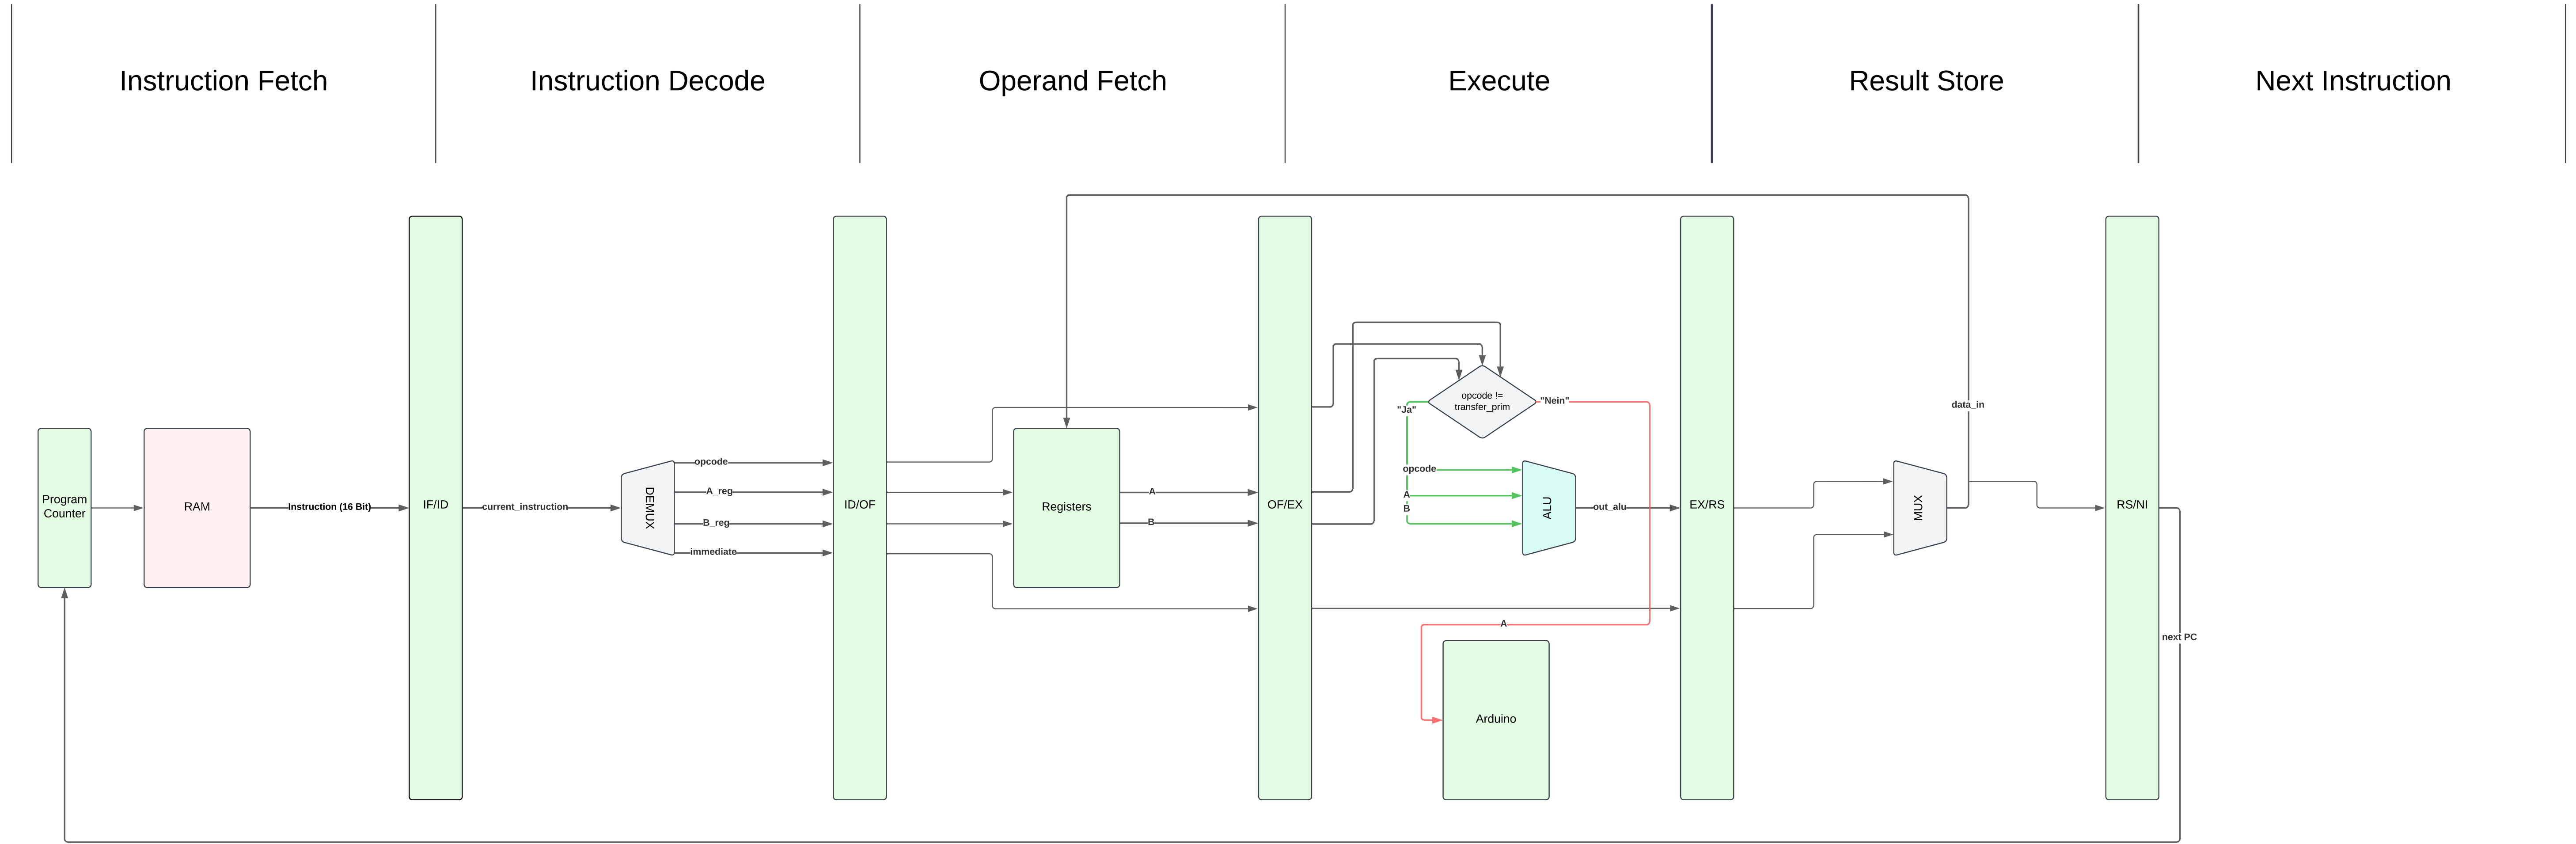 Instruction Fetch
Instruction Decode
Operand Fetch
Execute
Result Store
Next Instruction
Program
Counter
RAM
Instruction (16 Bit)
IF/ID
current_instruction
DEMUX
opcode
A_reg
B_reg
immediate
ID/OF
Registers
A
B
OF/EX
opcode !=
transfer_prim
"Ja"
"Nein"
opcode
A
B
ALU
out_alu
A
Arduino
EX/RS
MUX
data_in
RS/NI
next PC